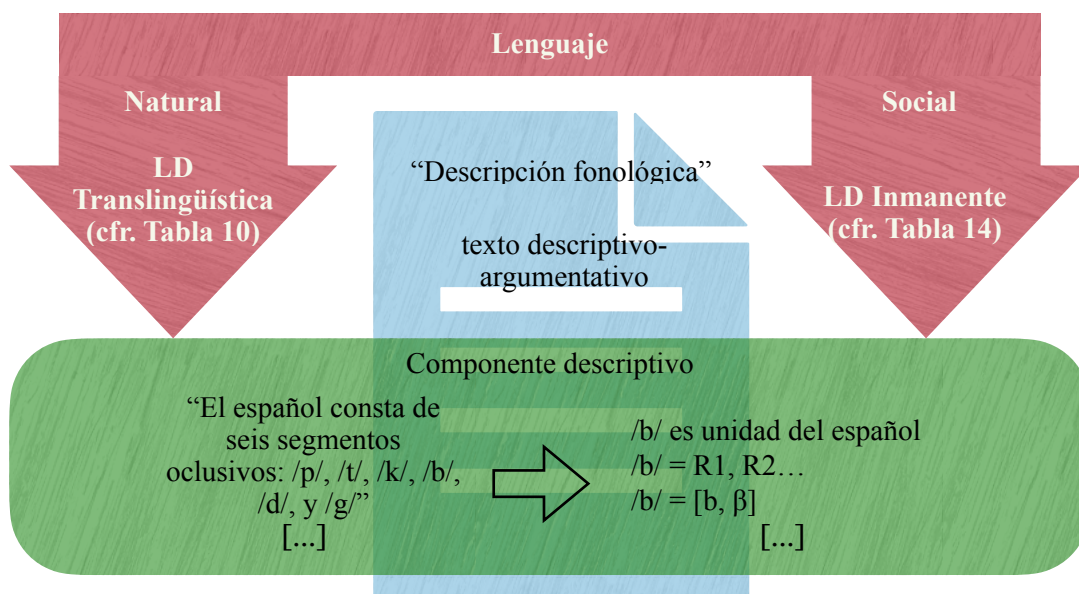 Lenguaje
Natural
LD
Translingüística
(cfr. Tabla 10)
Social
LD Inmanente
(cfr. Tabla 14)
“Descripción fonológica”
texto descriptivo-
argumentativo
Componente descriptivo
“El español consta de
seis segmentos
oclusivos: /p/, /t/, /k/, /b/,
/d/, y /g/”
[...]
/b/ es unidad del español
/b/ = R1, R2…
/b/ = [b, β]
[...]